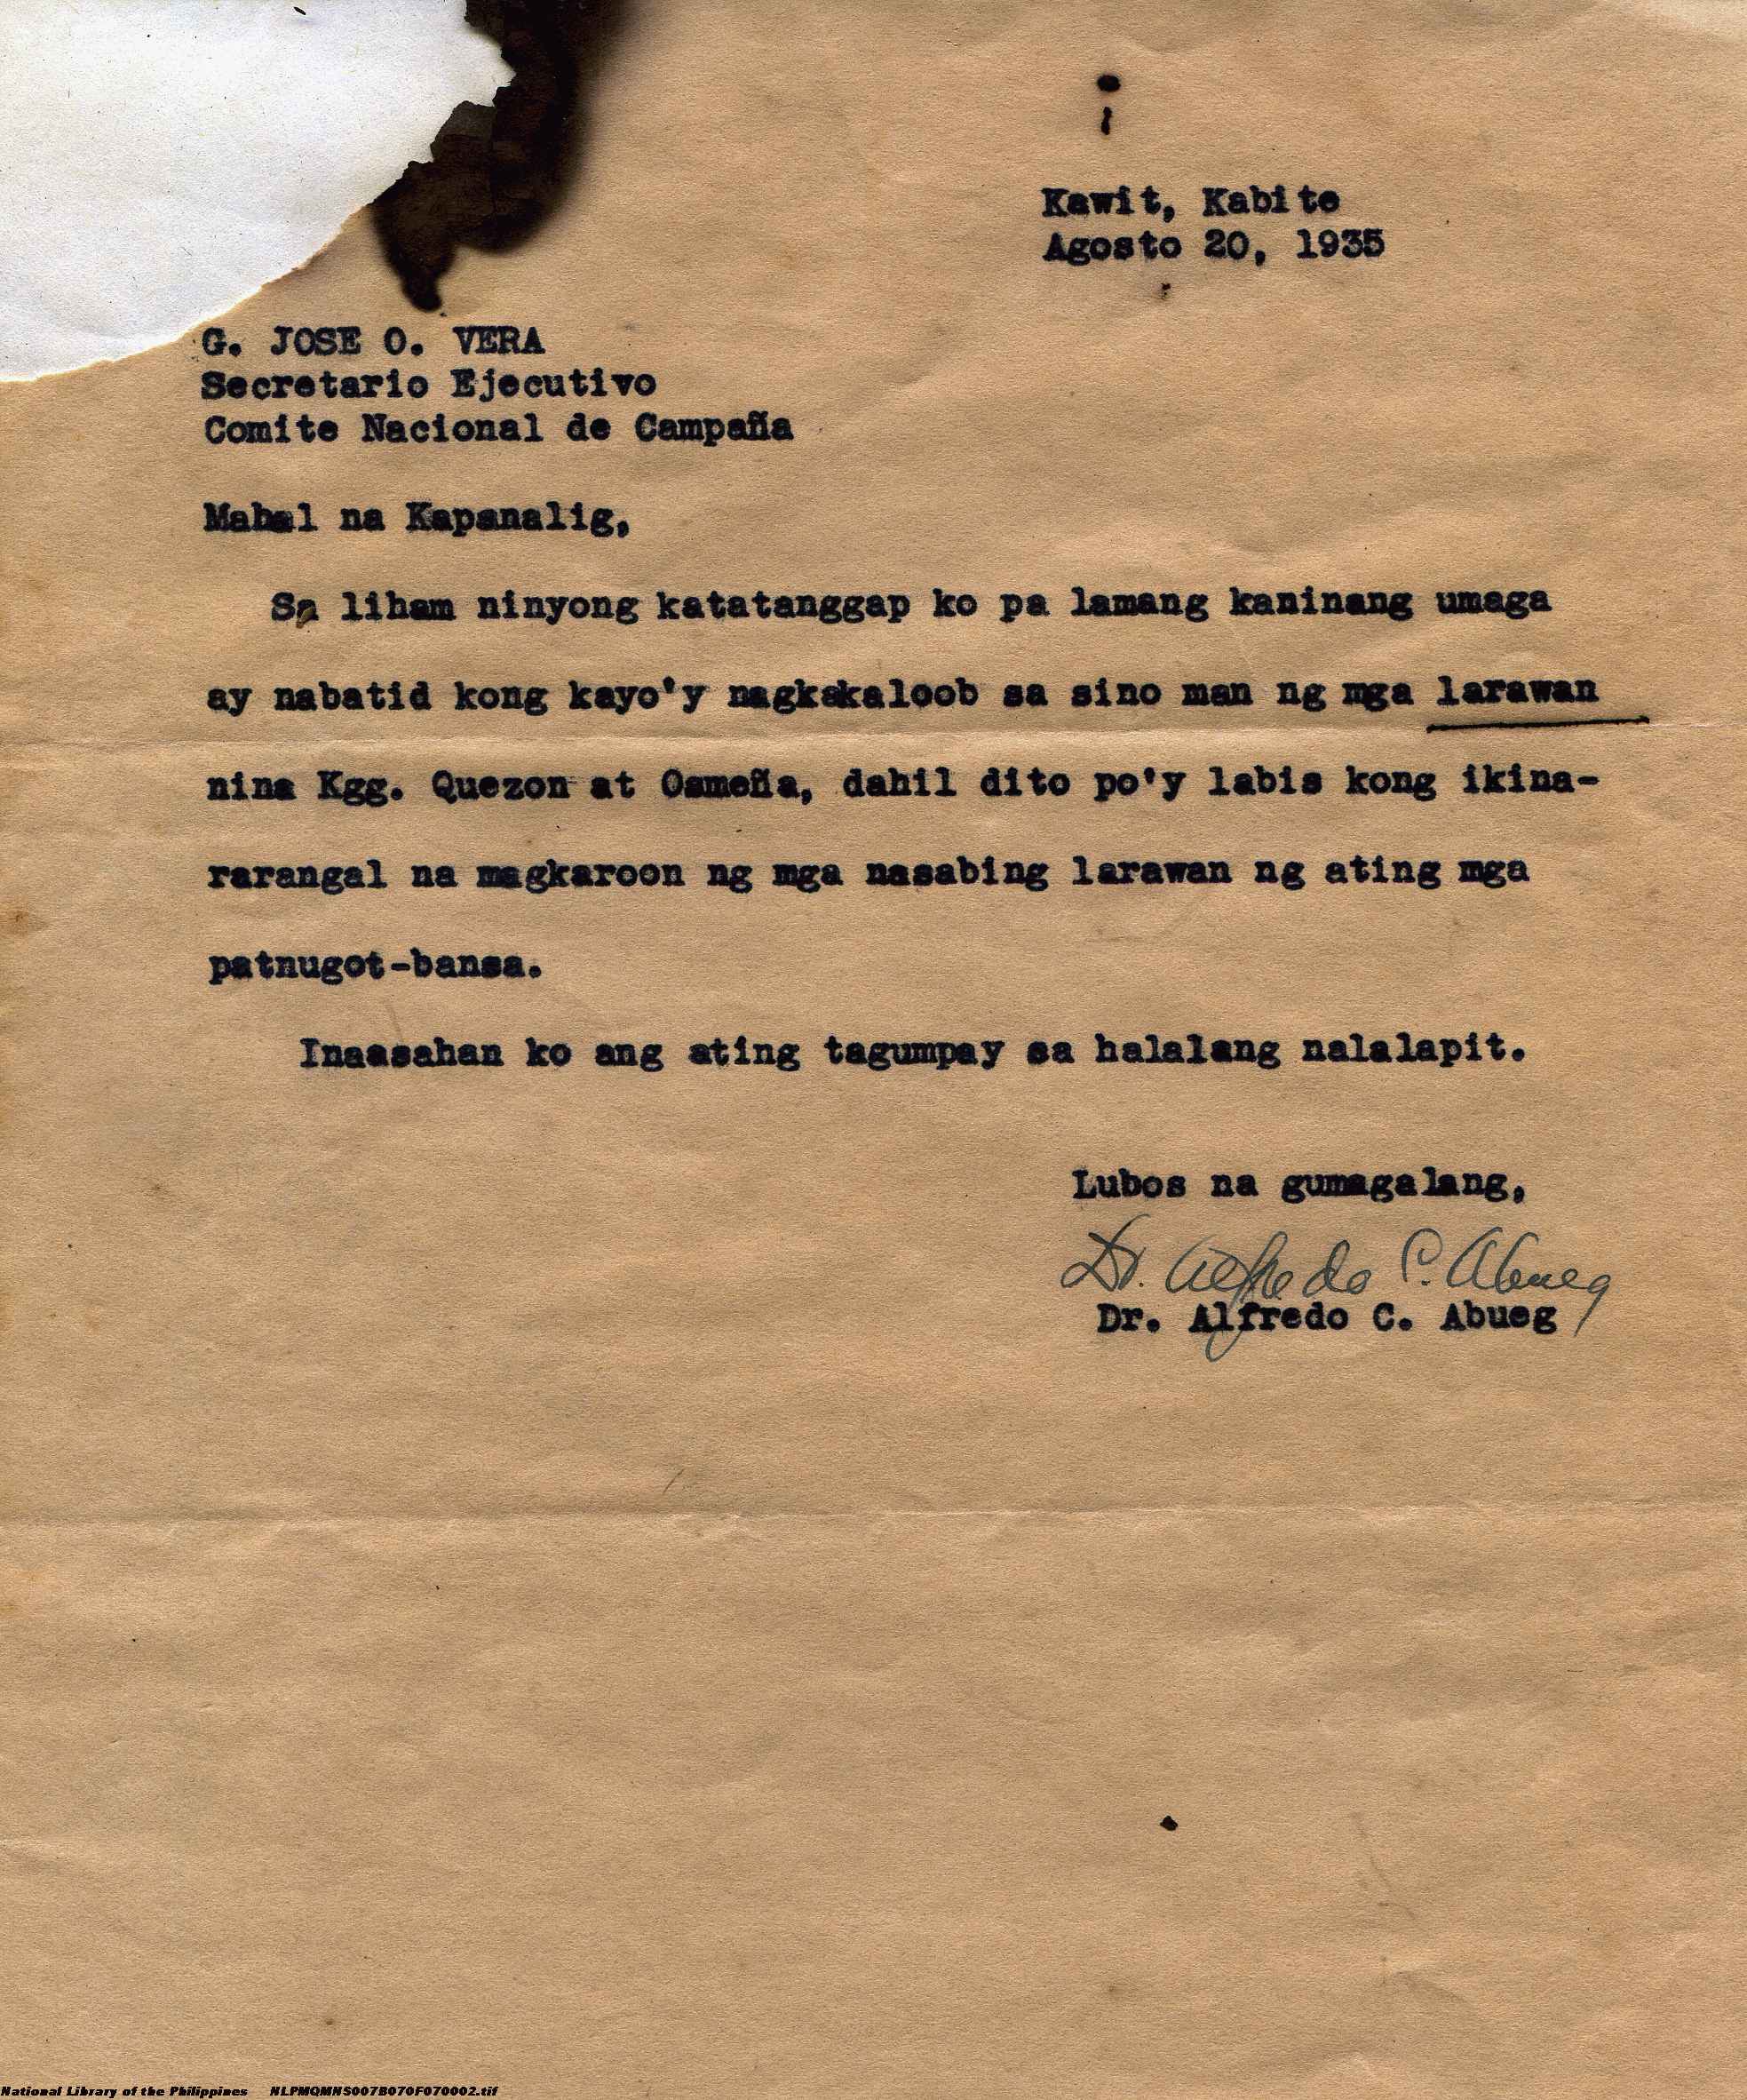 Kawit, Kabite
Agosto 20, 1935
G. JOSE O. VERA
Secretario Ejecutivo
Comite Nacional de Campaña
Mahal na Kapanalig,
Sa liham ninyong katatanggap ko pa lamang kaninang umaga
ay nabatid kong kayo'y nagkakaloob sa sino man ng mga larawan
nina Kgg. Quezon at Osmeña, dahil dito po'y labis kong ikina-
rarangal na magkaroon ng mga nasabing larawan ng ating mga
patnugot-bansa.
Inaasahan ko ang ating tagumpay sa halalang nalalapit.
Lubos na gumagalang,
Dr. Alfredo C. Abueg
Dr. Alfredo C. Abueg
National Library of the Philippines NLPMQMNS007B070F070002.tif